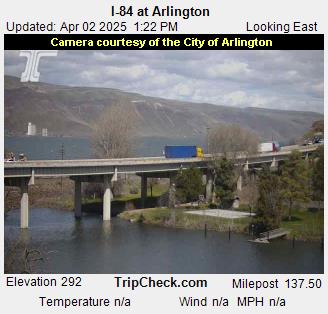 I-84 at Arlington
Updated: Apr 02 2025 1:22 PM Looking East
Camera courtesy of the City of Arlington
Elevation 292 TripCheck.com Milepost 137.50
Temperature n/a Wind n/a MPH n/a